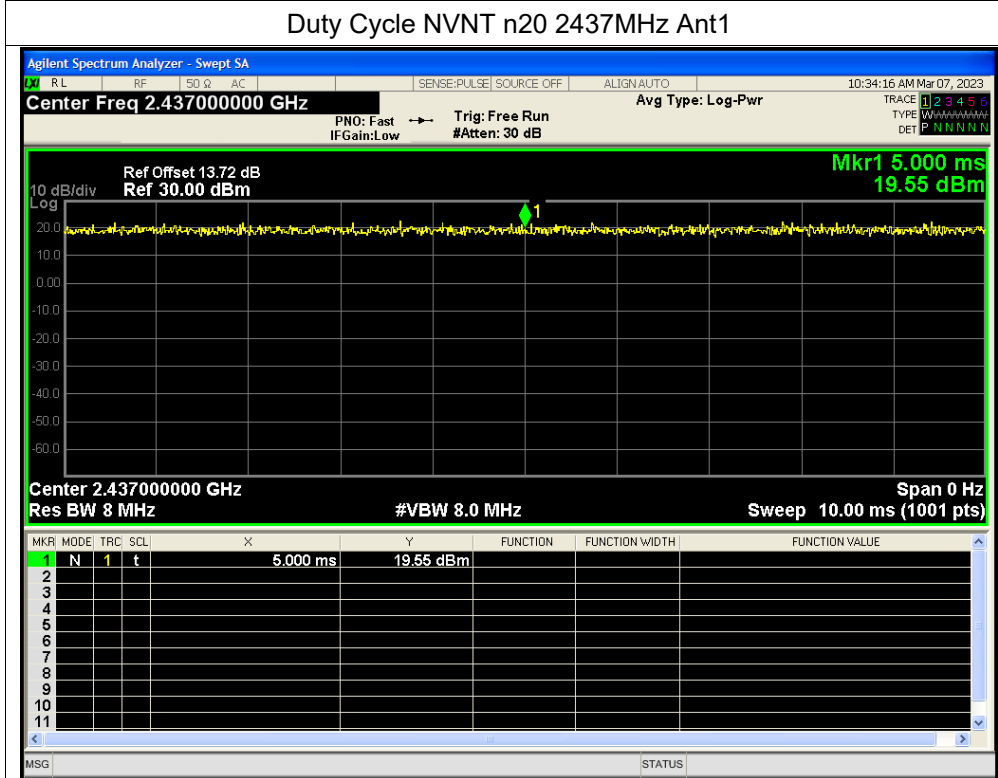 Duty Cycle NVNT n20 2437MHz Ant1
Agilent Spectrum Analyzer - Swept SA
LXI RL RF 50 Ω AC SENSE:PULSE SOURCE OFF ALIGN AUTO 10:34:16 AM Mar 07, 2023
Center Freq 2.437000000 GHz Avg Type: Log-Pwr TRACE 1 2 3 4 5 6
PNO: Fast Trig: Free Run TYPE WWWWWW
IFGain:Low #Atten: 30 dB DET P N N N N N
Mkr1 5.000 ms
Ref Offset 13.72 dB
10 dB/div Ref 30.00 dBm 19.55 dBm
Log
1
20.0
10.0
0.00
-10.0
-20.0
-30.0
-40.0
-50.0
-60.0
Center 2.437000000 GHz Span 0 Hz
Res BW 8 MHz #VBW 8.0 MHz Sweep 10.00 ms (1001 pts)
MKR MODE TRC SCL X Y FUNCTION FUNCTION WIDTH FUNCTION VALUE
1 N 1 t 5.000 ms 19.55 dBm
2
3
4
5
6
7
8
9
10
11
MSG STATUS